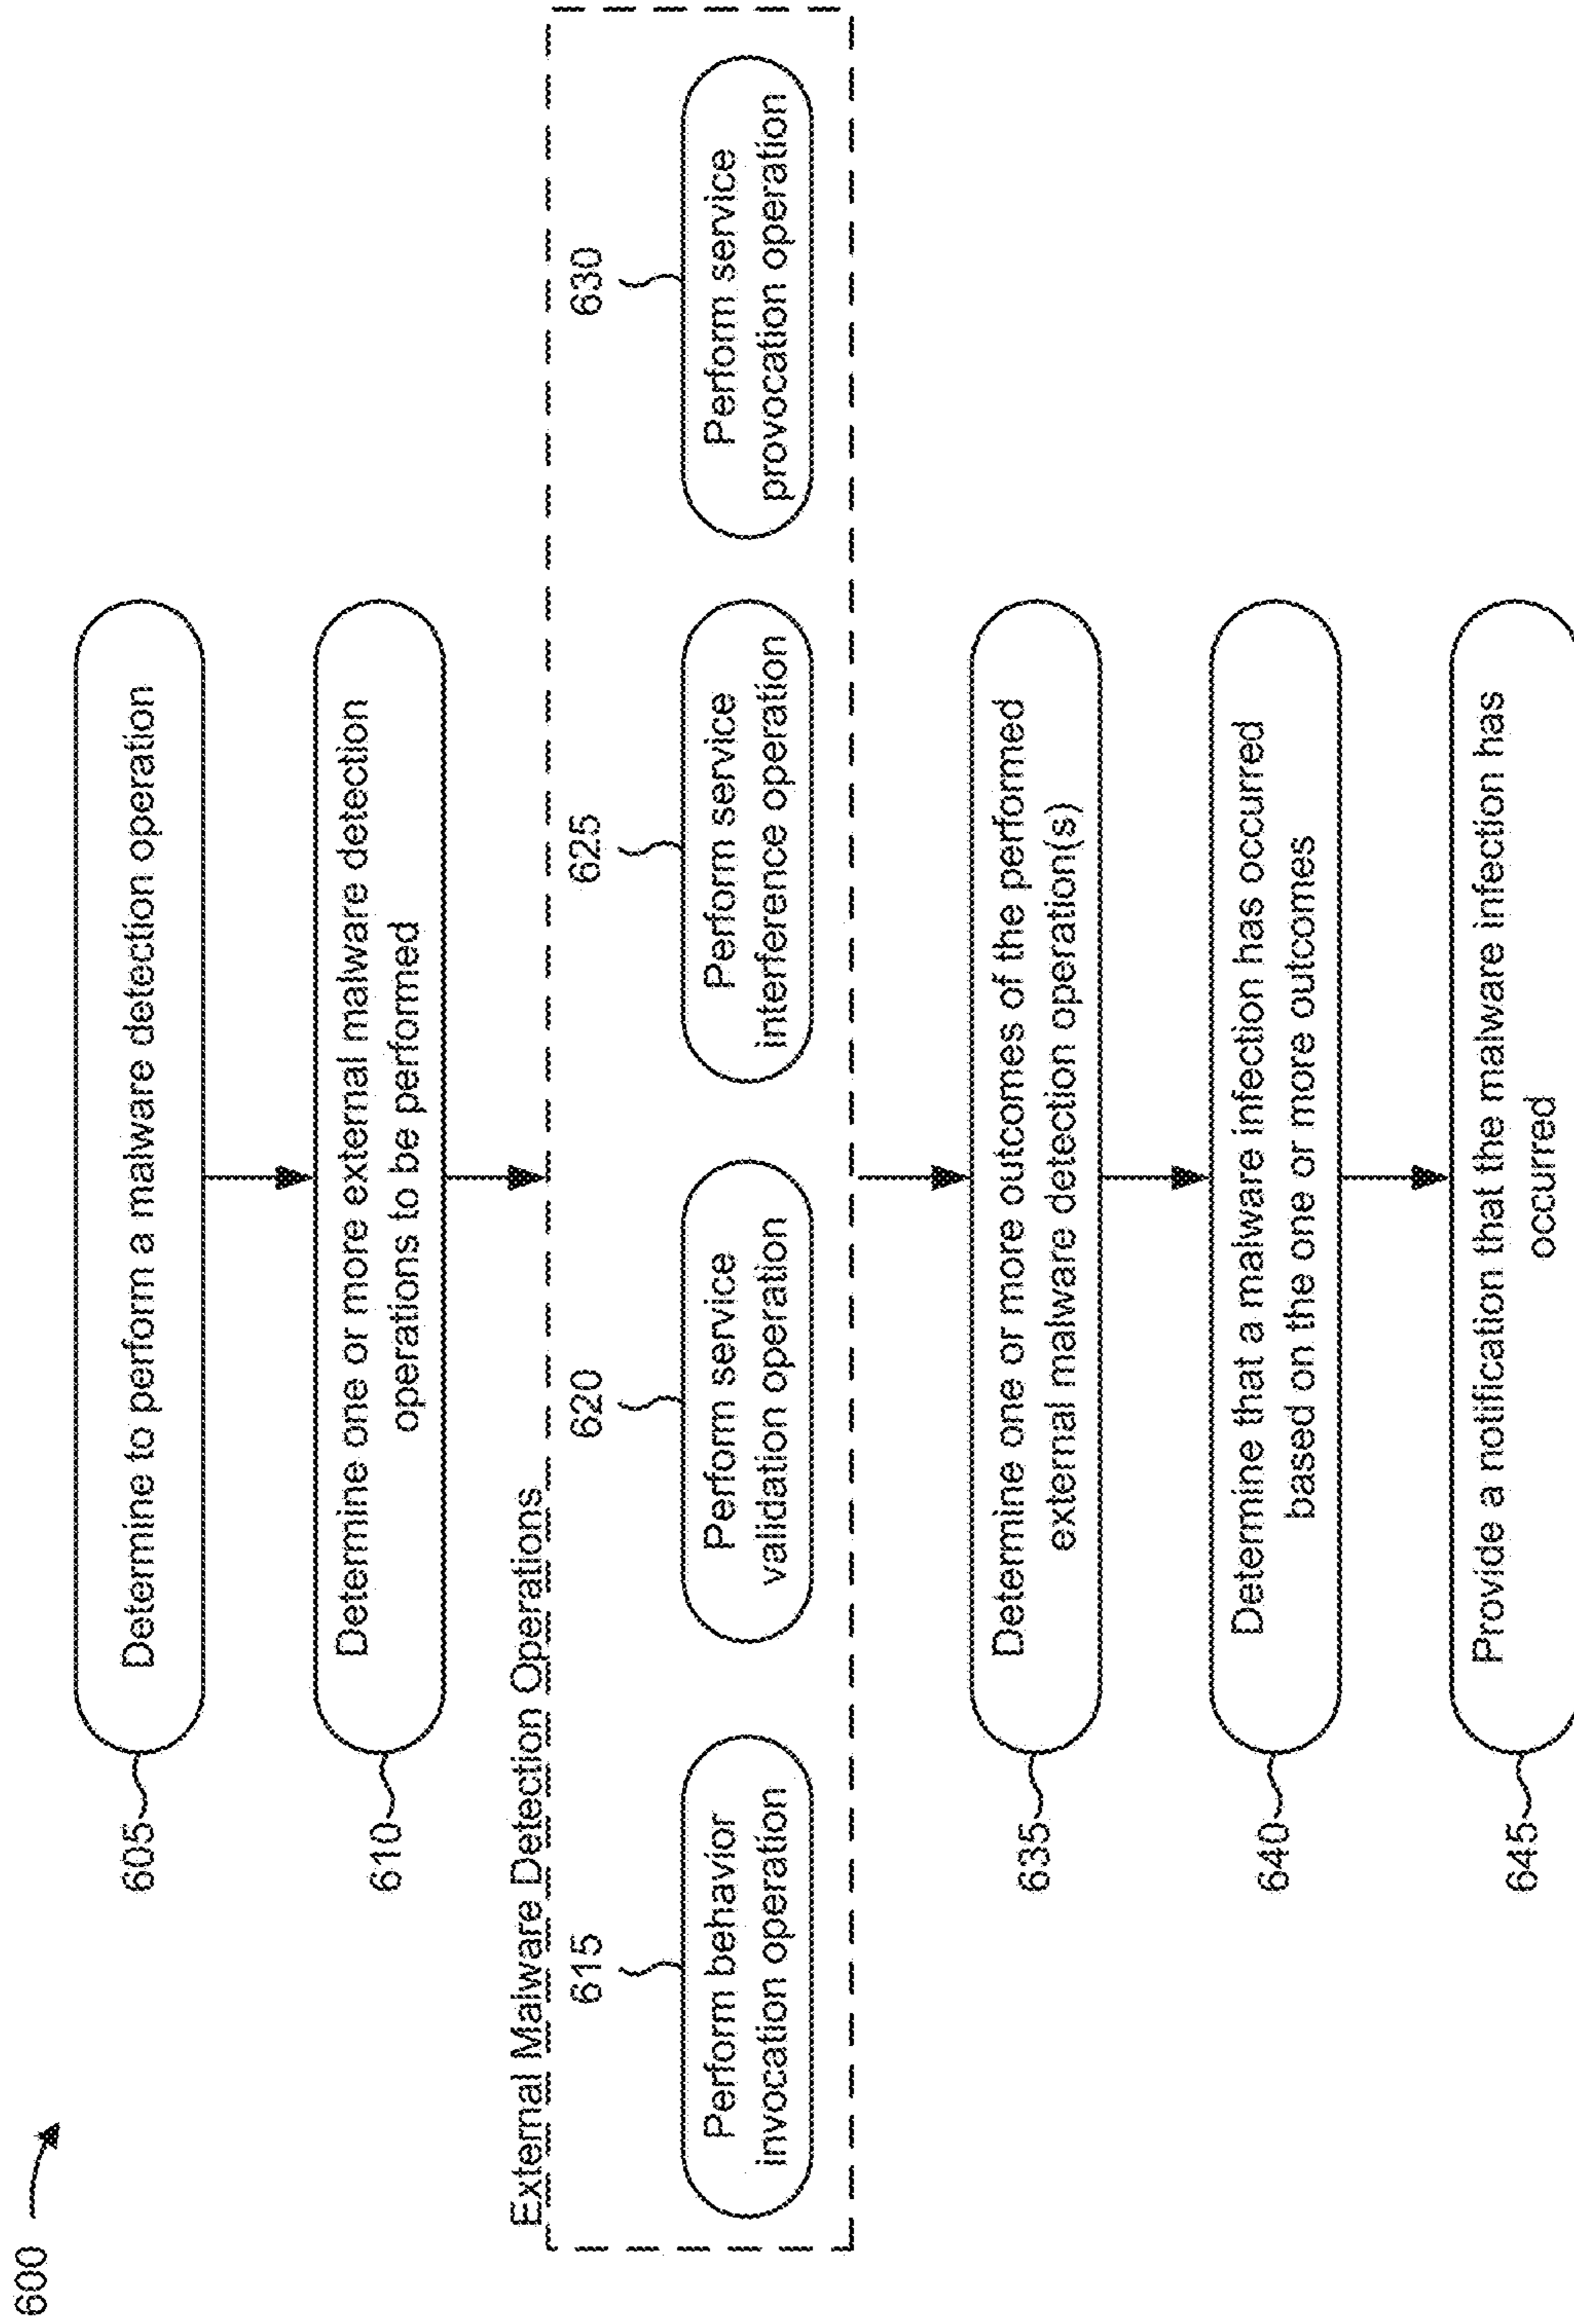 600
605
Determine to perform a malware detection operation
610
Determine one or more external malware detection
operations to be performed
External Malware Detection Operations
615
Perform behavior
invocation operation
620
Perform service
validation operation
625
Perform service
interference operation
630
Perform service
provocation operation
635
Determine one or more outcomes of the performed
external malware detection operation(s)
640
Determine that a malware infection has occurred
based on the one or more outcomes
645
Provide a notification that the malware infection has
occurred